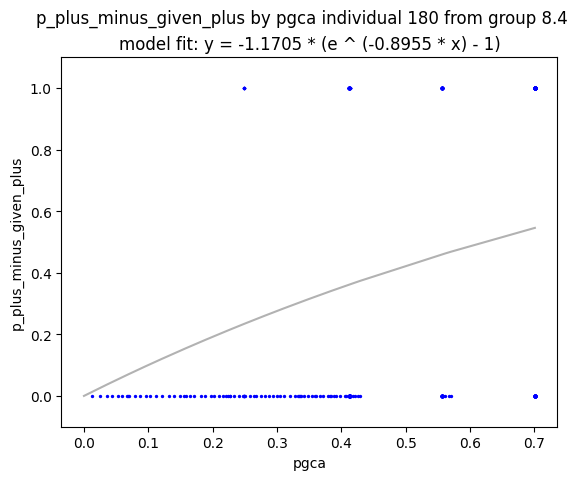 p_plus_minus_given_plus by pgca individual 180 from group 8.4
model fit: y = -1.1705 * (e ^ (-0.8955 * x) - 1)
1.0
0.8
0.6
0.4
0.2
0.0
p_plus_minus_given_plus
0.0 0.1 0.2 0.3 0.4 0.5 0.6 0.7
pgca